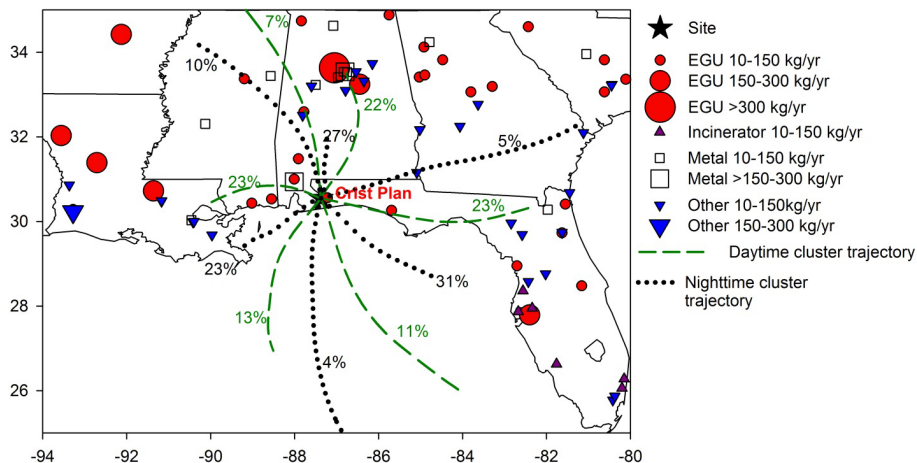 34
32
30
28
26
-94
-92
-90
-88
-86
-84
-82
-80
7%
10%
22%
27%
5%
23%
Crist Plan
23%
23%
31%
13%
11%
4%
Site
EGU 10-150 kg/yr
EGU 150-300 kg/yr
EGU >300 kg/yr
Incinerator 10-150 kg/yr
Metal 10-150 kg/yr
Metal >150-300 kg/yr
Other 10-150kg/yr
Other 150-300 kg/yr
Daytime cluster trajectory
Nighttime cluster
trajectory